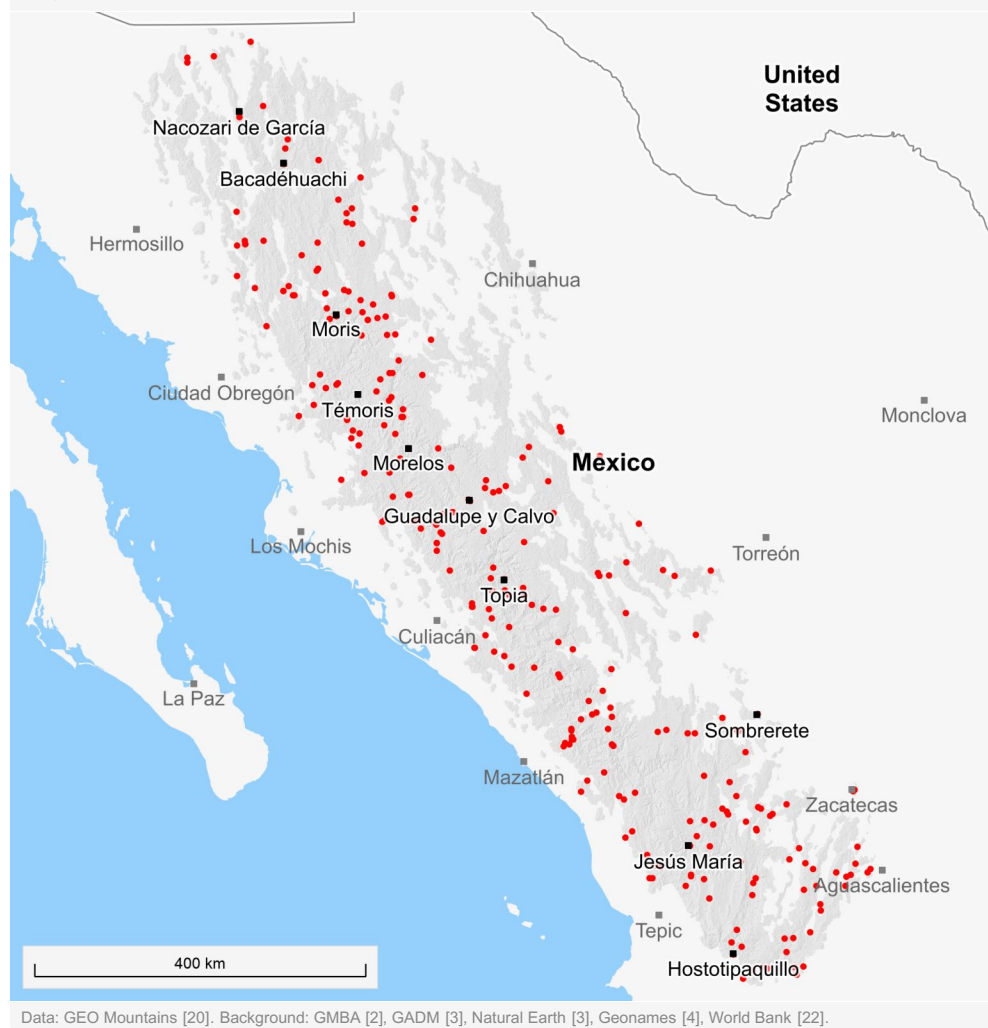 United
States
Nacozari de García
Bacadéhuachi
Hermosillo
Chihuahua
Moris
Ciudad Obregón
Témoris
Monclova
Morelos
Mexico
Guadalupe y Calvo
Los Mochis
Torreón
Topia
Culiacán
La Paz
Sombrerete
Mazatlán
Zacatecas
Jesús María
Aguascalientes
Tepic
400 km
Hostotipaquillo
Data: GEO Mountains [20]. Background: GMBA [2], GADM [3], Natural Earth [3], Geonames [4], World Bank [22].